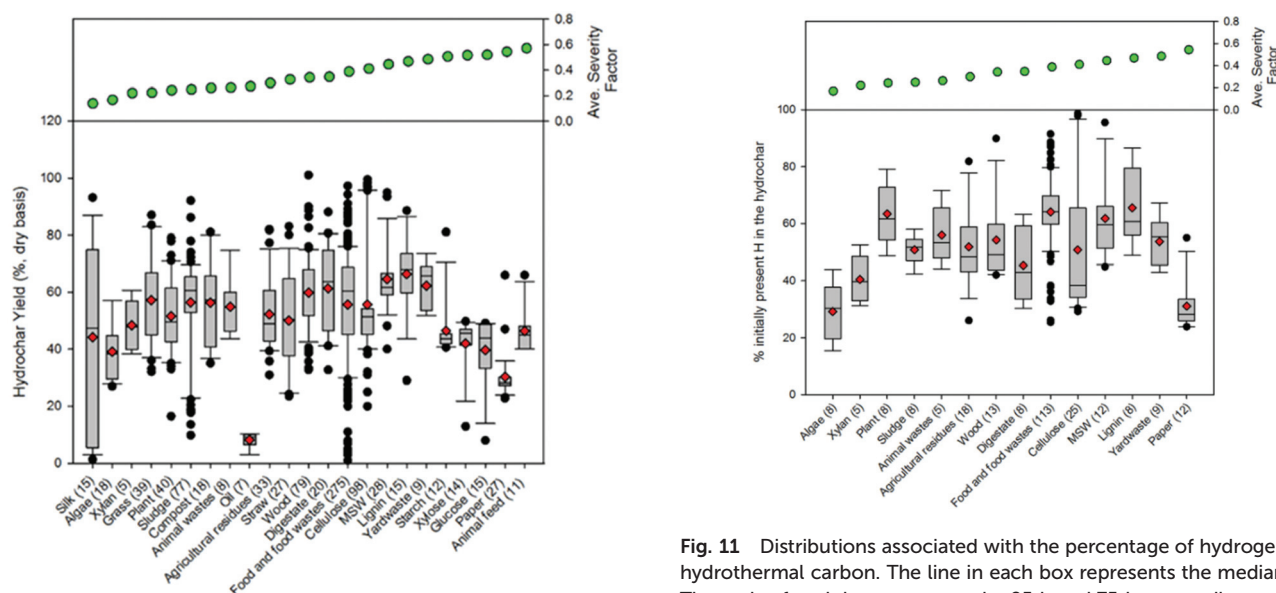 0.8
0.6
0.4
0.2
0.0
Ave. Severity
Factor
120
100
80
60
40
20
0
Hydrochar Yield (%, dry basis)
Silk (15)
Algae (18)
Xylan (5)
Grass (39)
Plant (40)
Sludge (77)
Compost (18)
Animal wastes (8)
Oil (7)
Agricultural residues (33)
Straw (27)
Wood (79)
Digestate (20)
Food and food wastes (275)
Cellulose (98)
MSW (28)
Lignin (15)
Yardwaste (9)
Starch (12)
Xylose (14)
Glucose (15)
Paper (27)
Animal feed (11)
0.8
0.6
0.4
0.2
0.0
Ave. Severity
Factor
100
80
60
40
20
0
% initially present H in the hydrochar
Algae (8)
Xylan (5)
Plant (8)
Sludge (8)
Animal wastes (5)
Agricultural residues (18)
Wood (13)
Digestate (8)
Food and food wastes (113)
Cellulose (25)
MSW (12)
Lignin (8)
Yardwaste (9)
Paper (12)
Fig. 11 Distributions associated with the percentage of hydroge
hydrothermal carbon. The line in each box represents the median